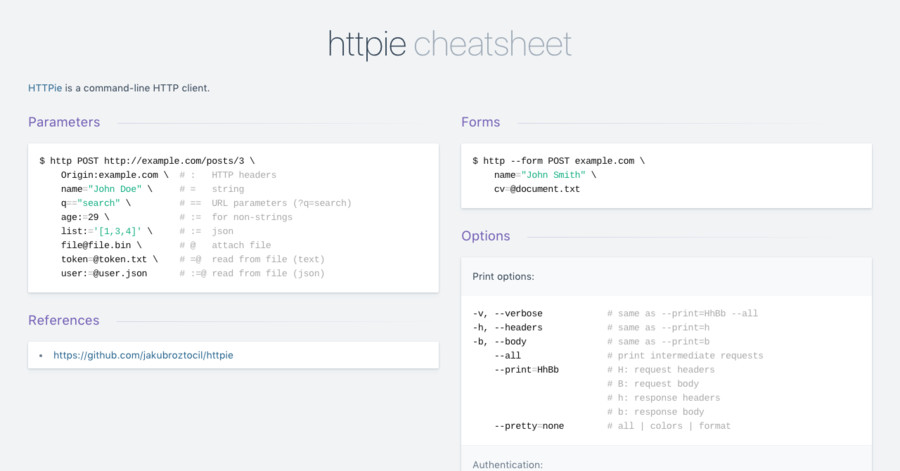 httpie cheatsheet
HTTPie is a command-line HTTP client.
Parameters
$ http POST http://example.com/posts/3 \
Origin:example.com \ # : HTTP headers
name="John Doe" \ # = string
q=="search" \ # == URL parameters (?q=search)
age:=29 \ # := for non-strings
list:='[1,3,4]' \ # := json
file@file.bin \ # @ attach file
token=@token.txt \ # =@ read from file (text)
user:=@user.json # :=@ read from file (json)
References
• https://github.com/jakubroztocil/httpie
Forms
$ http --form POST example.com \
name="John Smith" \
cv=@document.txt
Options
Print options:
-v, --verbose # same as --print=HhBb --all
-h, --headers # same as --print=h
-b, --body # same as --print=b
--all # print intermediate requests
--print=HhBb # H: request headers
# B: request body
# h: response headers
# b: response body
--pretty=none # all | colors | format
Authentication: